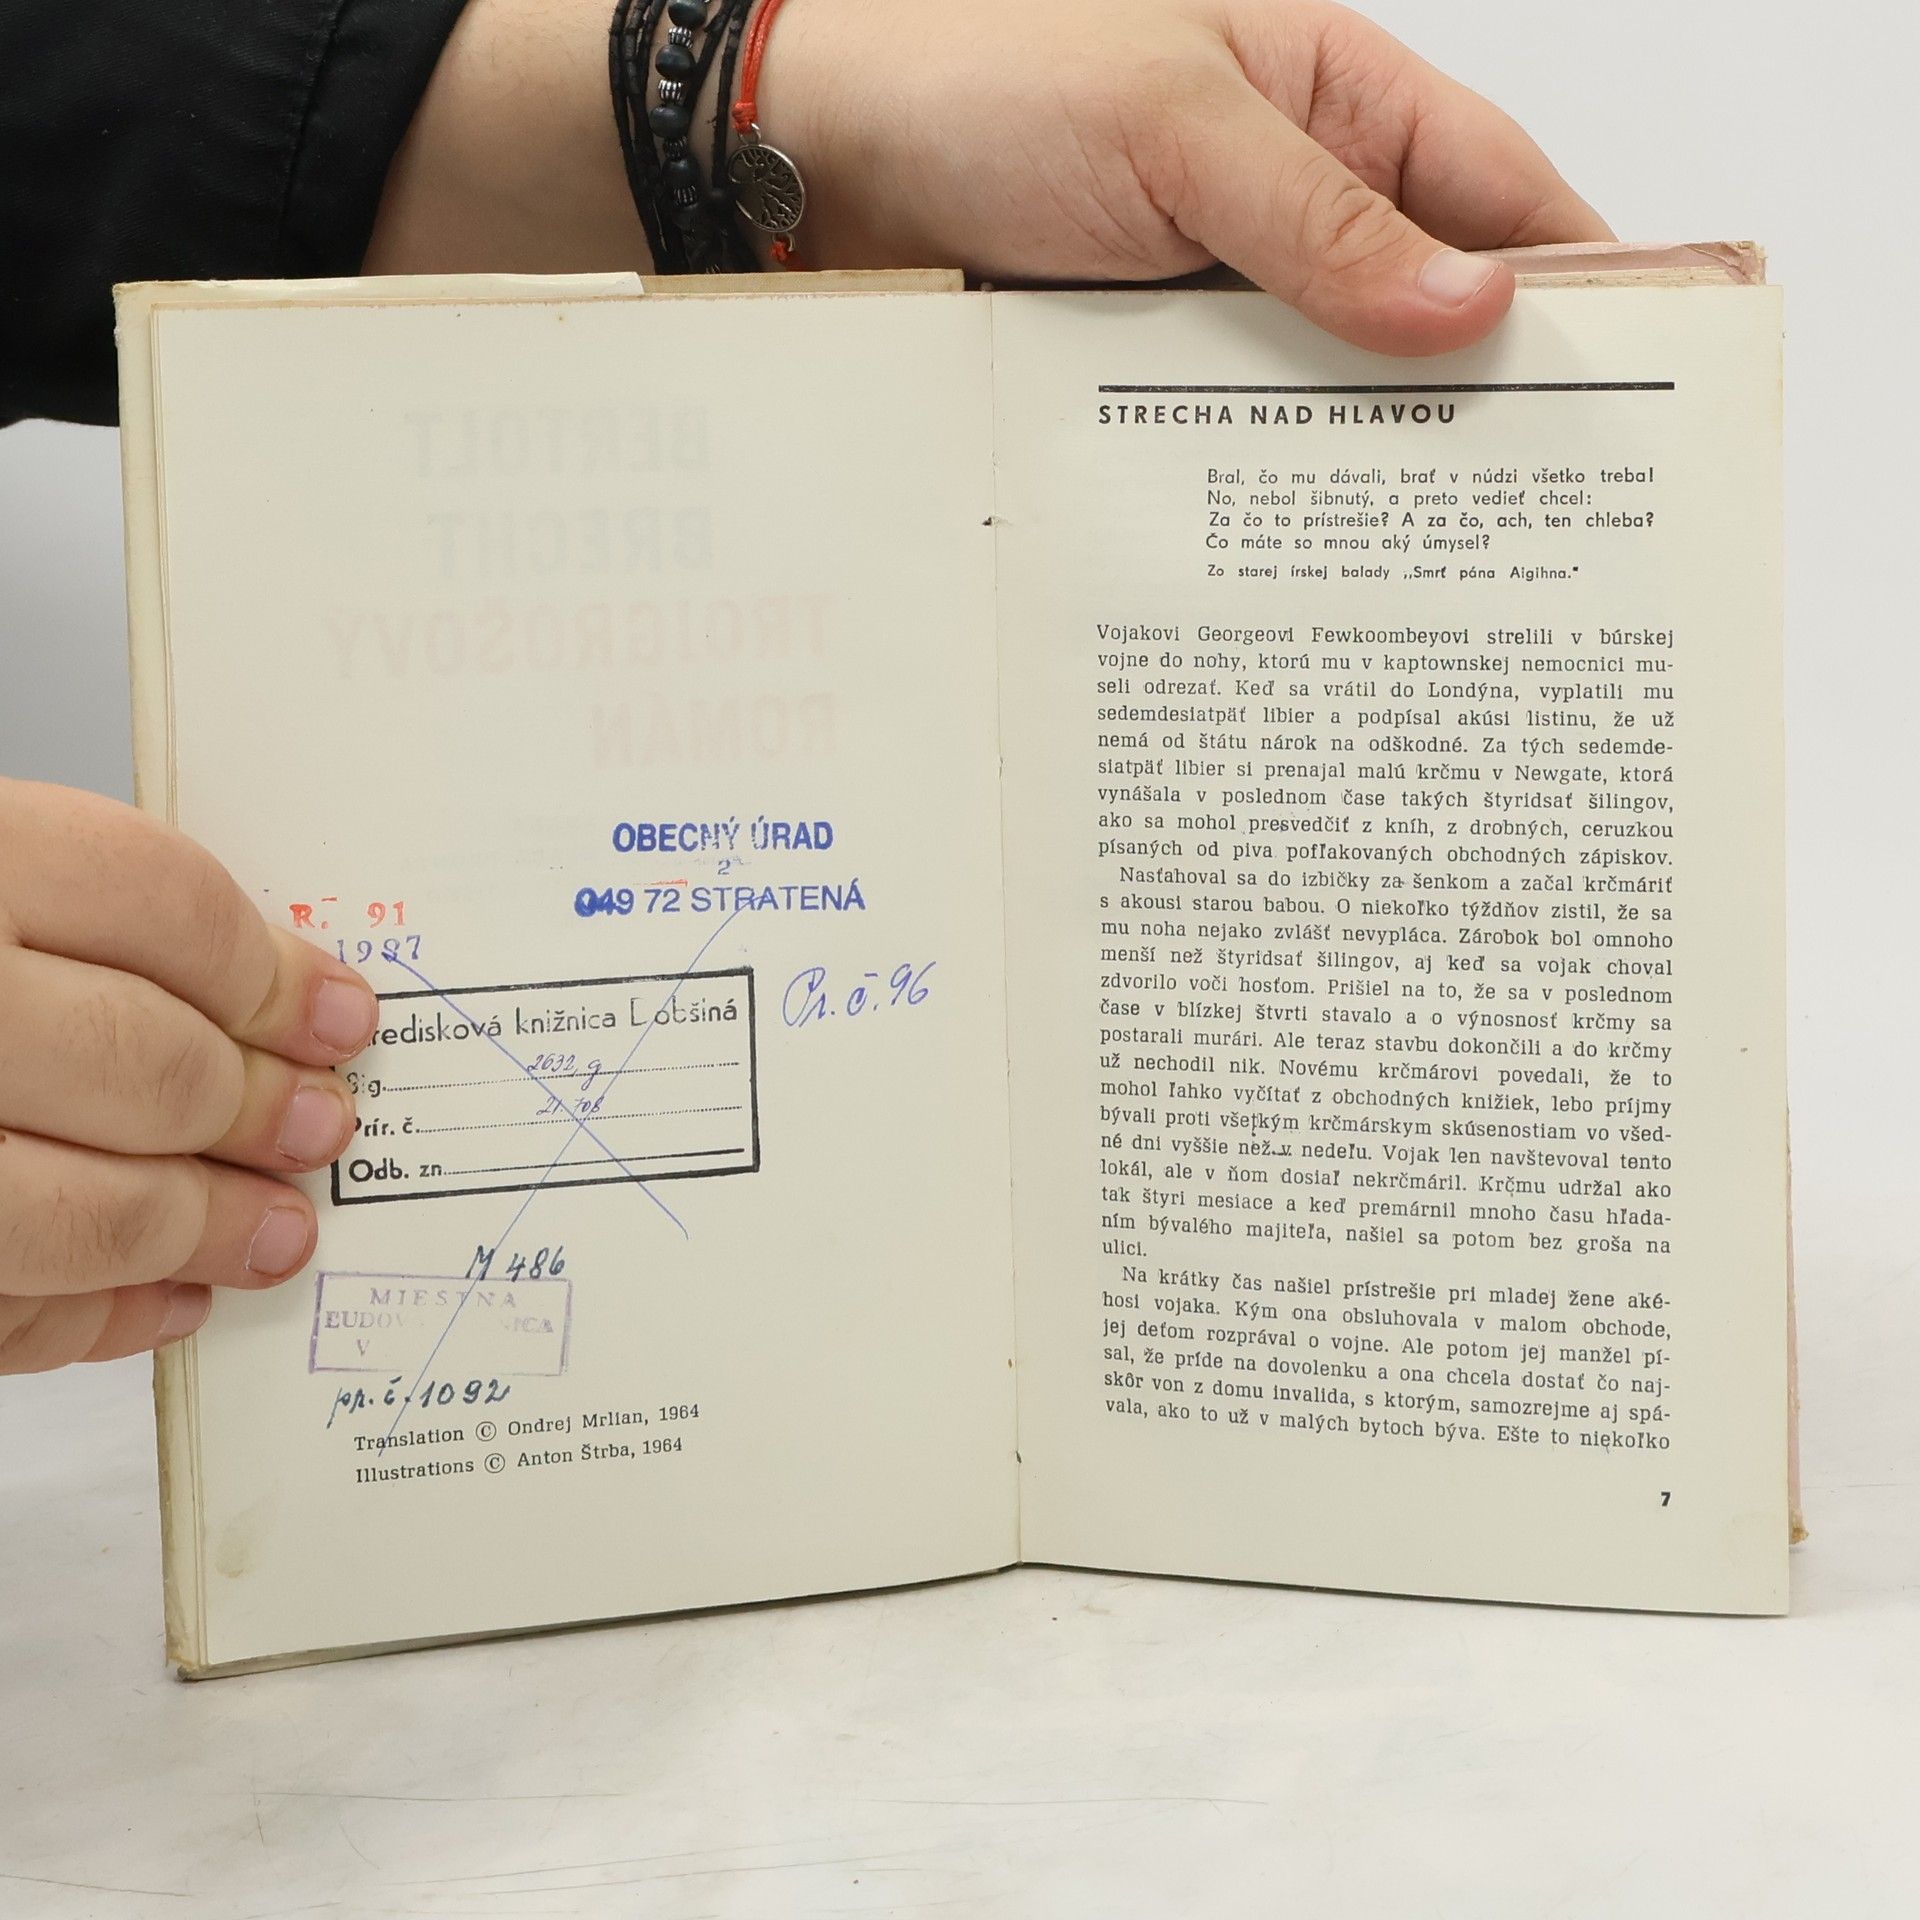 OBECNÝ ÚRAD
2
049 72 STRATENÁ
R. 91
1987
Pr. č. 96
redisková knižnica Dobšiná
Sig. 2632 g
Prír. č. 21.708
Odb. zn.
M 486
MIESTNA
V
pr. č. 1092
Translation © Ondrej Mrlian, 1964
Illustrations © Anton Štrba, 1964
STRECHA NAD HLAVOU
Bral, čo mu dávali, brať v núdzi všetko treba!
No, nebol šibnutý, a preto vedieť chcel:
Za čo to prístrešie? A za čo, ach, ten chleba?
Čo máte so mnou aký úmysel?
Zo starej írskej balady „Smrť pána Aigihna."
Vojakovi Georgeovi Fewkoombeyovi strelili v búrskej
vojne do nohy, ktorú mu v kaptownskej nemocnici mu-
seli odrezať. Keď sa vrátil do Londýna, vyplatili mu
sedemdesiatpäť libier a podpísal akúsi listinu, že už
nemá od štátu nárok na odškodné. Za tých sedemde-
siatpäť libier si prenajal malú krčmu v Newgate, ktorá
vynášala v poslednom čase takých štyridsať šilingov,
ako sa mohol presvedčiť z kníh, z drobných, ceruzkou
písaných od piva pofľakovaných obchodných zápiskov.
Nasťahoval sa do izbičky za šenkom a začal krčmáriť
s akousi starou babou. O niekoľko týždňov zistil, že sa
mu noha nejako zvlášť nevypláca. Zárobok bol omnoho
menší než štyridsať šilingov, aj keď sa vojak choval
zdvorilo voči hosťom. Prišiel na to, že sa v poslednom
čase v blízkej štvrti stavalo a o výnosnosť krčmy sa
postarali murári. Ale teraz stavbu dokončili a do krčmy
už nechodil nik. Novému krčmárovi povedali, že to
mohol ľahko vyčítať z obchodných knižiek, lebo príjmy
bývali proti všetkým krčmárskym skúsenostiam vo všed-
né dni vyššie než v nedeľu. Vojak len navštevoval tento
lokál, ale v ňom dosiaľ nekrčmáril. Krčmu udržal ako
tak štyri mesiace a keď premárnil mnoho času hľada-
ním bývalého majiteľa, našiel sa potom bez groša na
ulici.
Na krátky čas našiel prístrešie pri mladej žene aké-
hosi vojaka. Kým ona obsluhovala v malom obchode,
jej deťom rozprával o vojne. Ale potom jej manžel pí-
sal, že príde na dovolenku a ona chcela dostať čo naj-
skôr von z domu invalida, s ktorým, samozrejme aj spá-
vala, ako to už v malých bytoch býva. Ešte to niekoľko
7